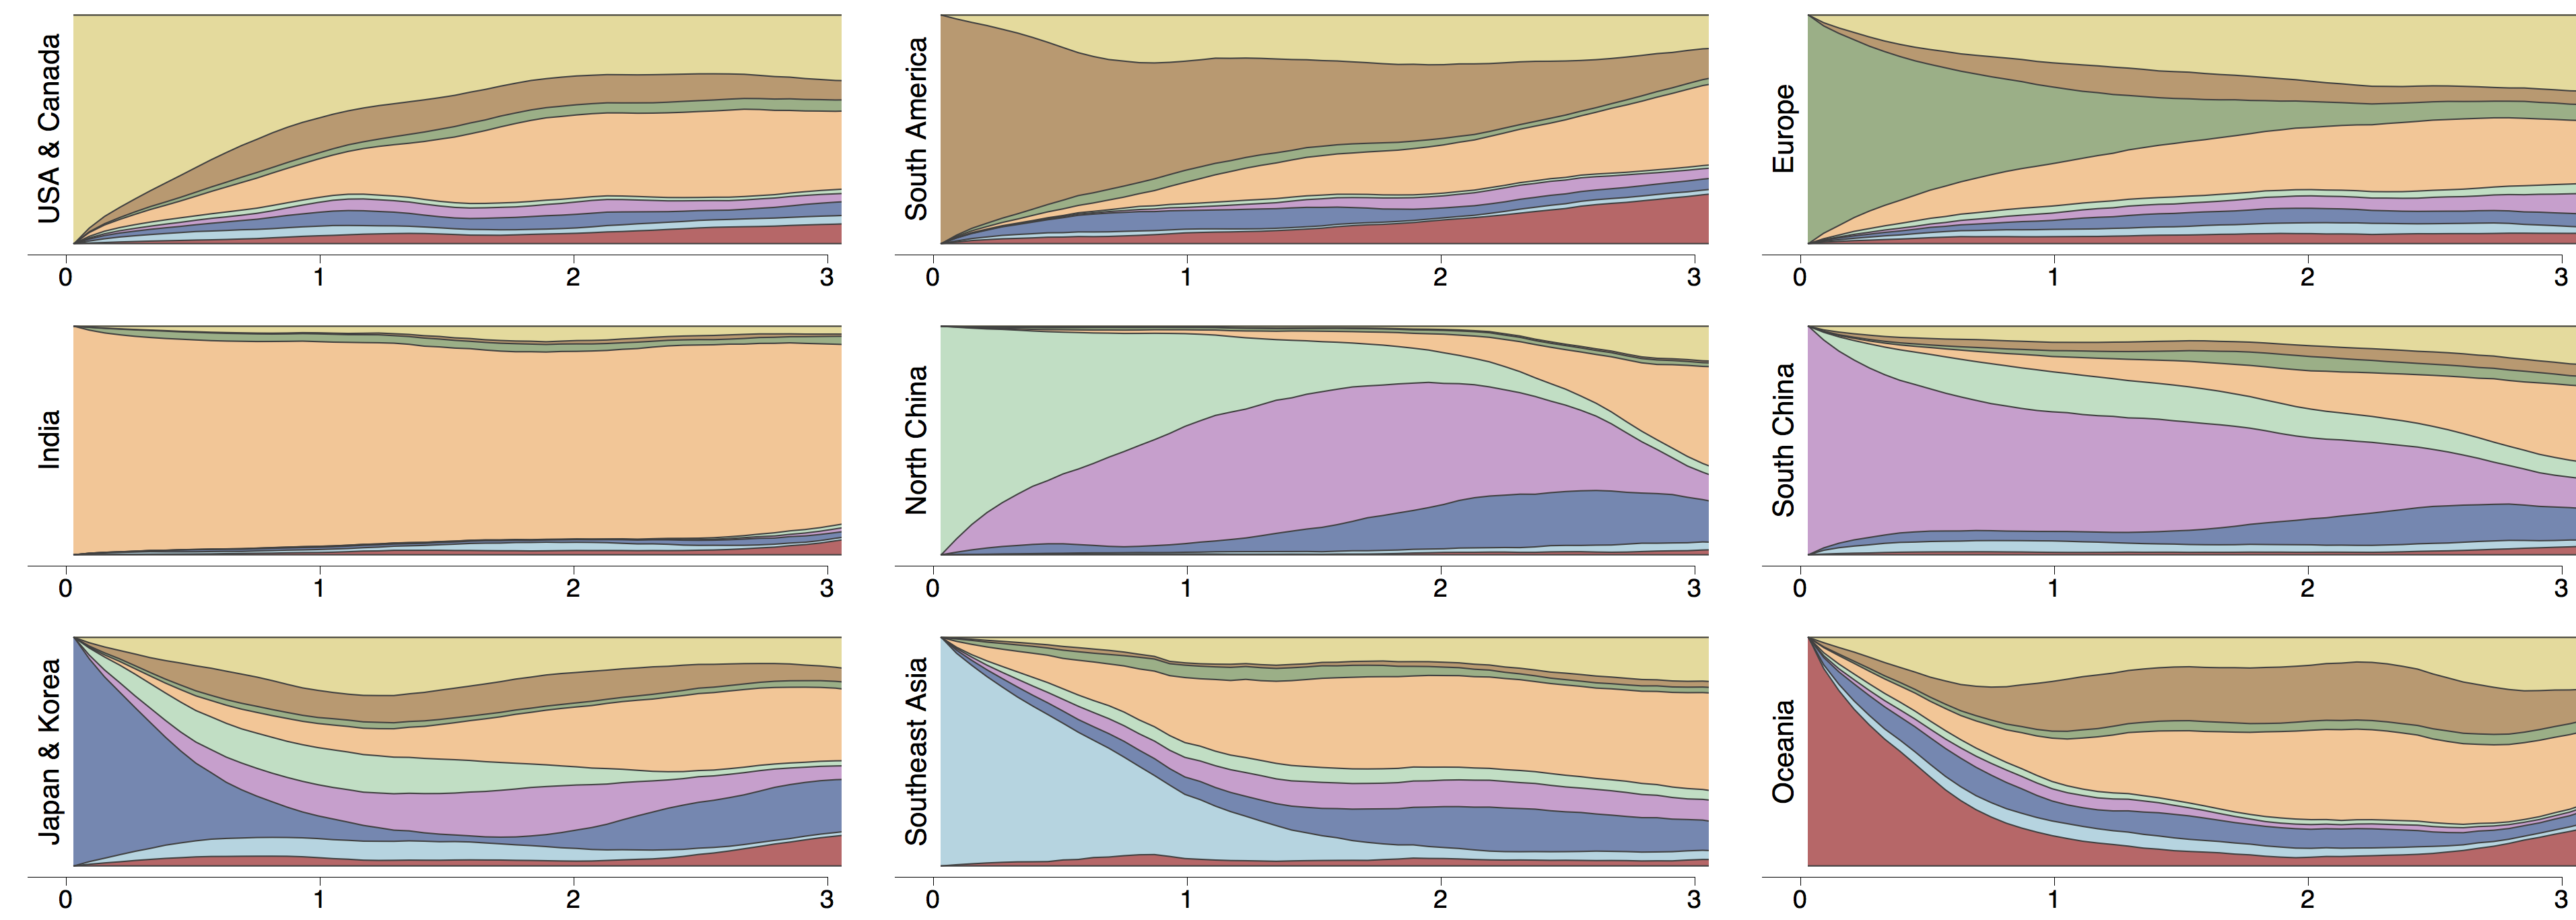 USA & Canada
0 1 2 3
South America
0 1 2 3
Europe
0 1 2 3
India
0 1 2 3
North China
0 1 2 3
South China
0 1 2 3
Japan & Korea
0 1 2 3
Southeast Asia
0 1 2 3
Oceania
0 1 2 3